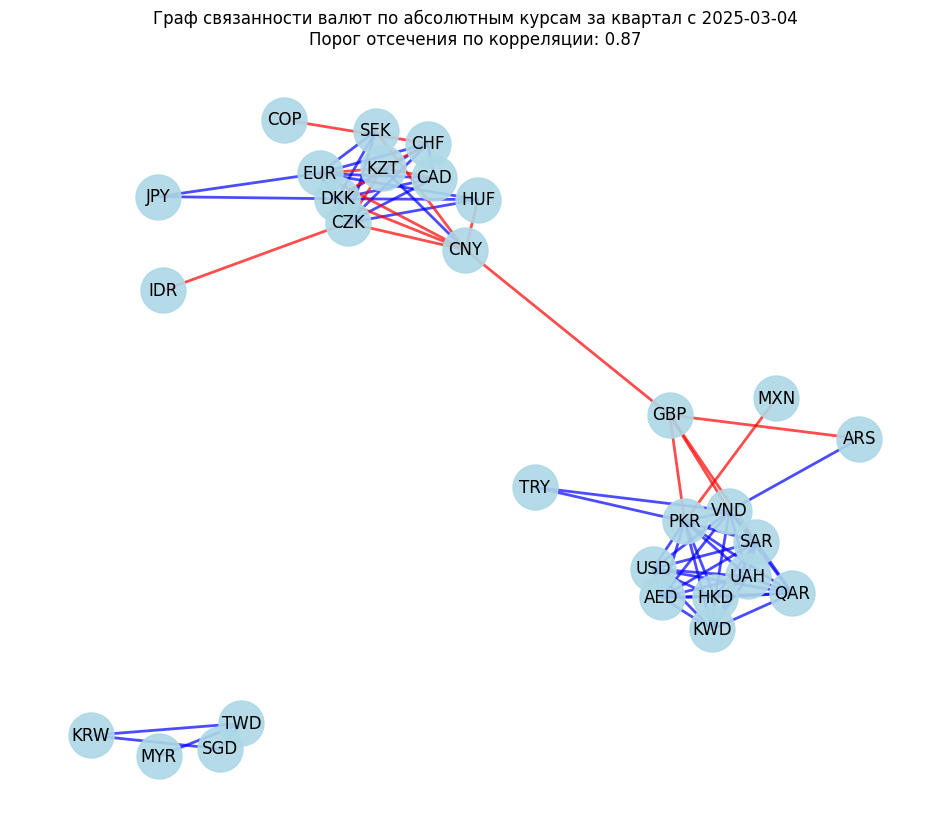 Граф связанности валют по абсолютным курсам за квартал с 2025-03-04
Порог отсечения по корреляции: 0.87
COP
SEK
CHF
KZT
EUR
CAD
JPY
DKK
HUF
CZK
CNY
IDR
MXN
GBP
ARS
TRY
VND
PKR
SAR
USD
UAH
AED
HKD
QAR
KWD
TWD
KRW
SGD
MYR